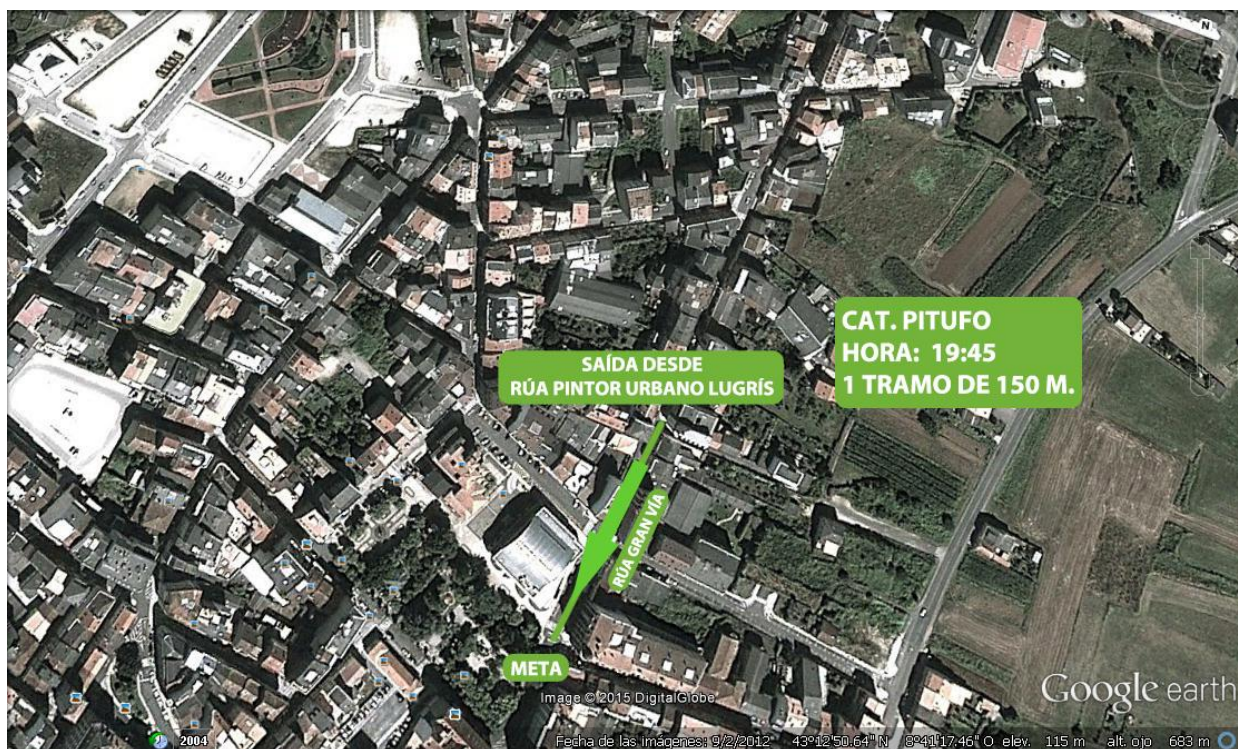 N
CAT. PITUFO
HORA: 19:45
1 TRAMO DE 150 M.
SAÍDA DESDE
RÚA PINTOR URBANO LUGRÍS
RÚA GRAN VÍA
META
Image © 2015 DigitalGlobe
Google earth
2004
Fecha de las imágenes: 9/2/2012 43°12'50.64" N 8°41'17.46" O elev. 115 m alt. ojo 683 m